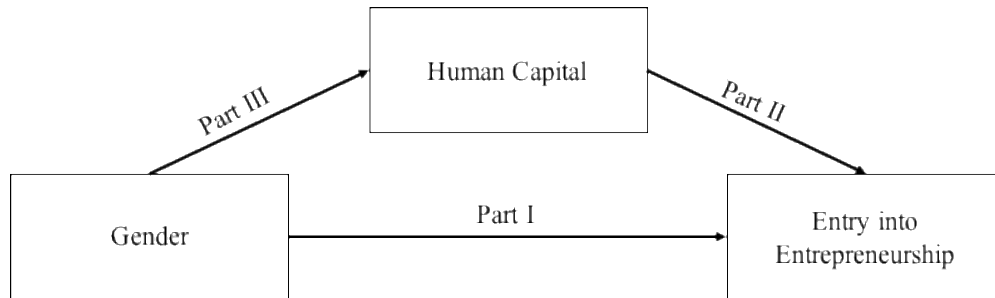 Human Capital
Part III
Part II
Part I
Gender
Entry into
Entrepreneurship